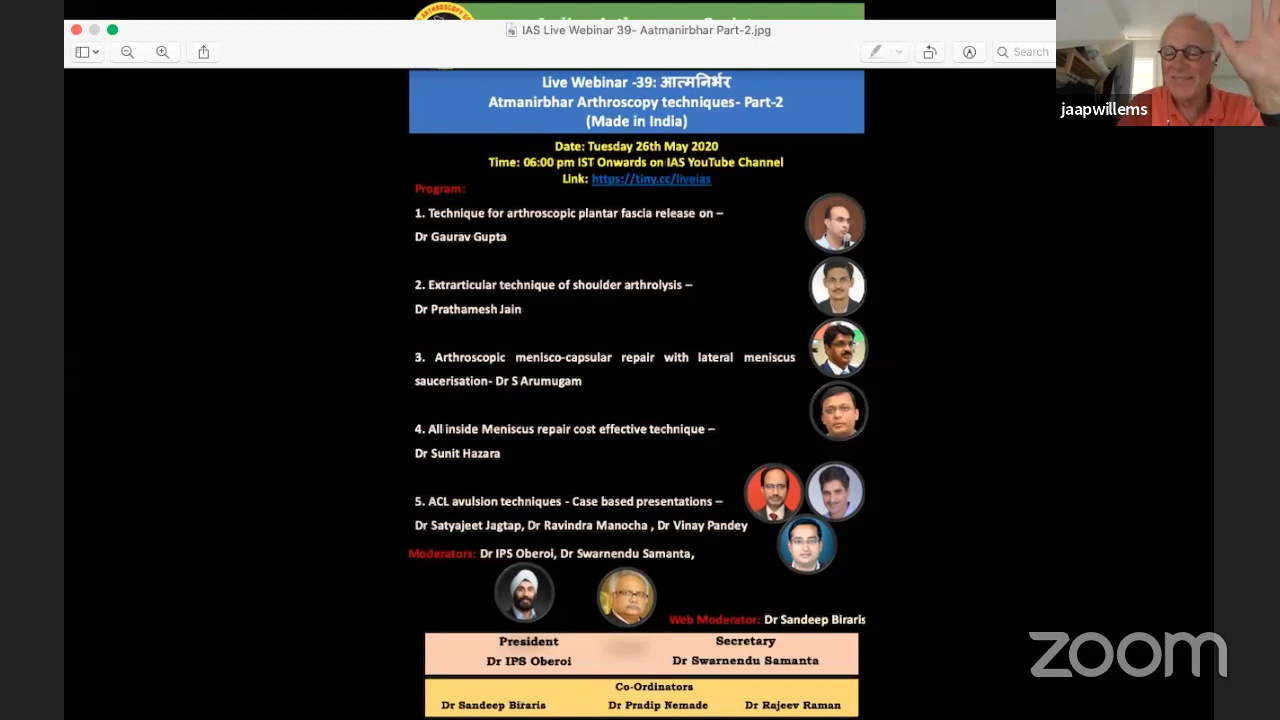 IAS Live Webinar 39- Aatmanirbhar Part-2.jpg
Search
jaapwillems
Live Webinar -39: आत्मनिर्भर
Atmanirbhar Arthroscopy techniques- Part-2
(Made in India)
Date: Tuesday 26th May 2020
Time: 06:00 pm IST Onwards on IAS YouTube Channel
Link: https://tiny.cc/liveias
Program:
1. Technique for arthroscopic plantar fascia release on –
Dr Gaurav Gupta
2. Extrarticular technique of shoulder arthrolysis –
Dr Prathamesh Jain
3. Arthroscopic menisco-capsular repair with lateral meniscus
saucerisation- Dr S Arumugam
4. All inside Meniscus repair cost effective technique –
Dr Sunit Hazara
5. ACL avulsion techniques - Case based presentations –
Dr Satyajeet Jagtap, Dr Ravindra Manocha , Dr Vinay Pandey
Moderators: Dr IPS Oberoi, Dr Swarnendu Samanta,
Web Moderator: Dr Sandeep Biraris
President
Dr IPS Oberoi
Secretary
Dr Swarnendu Samanta
Co-Ordinators
Dr Sandeep Biraris Dr Pradip Nemade Dr Rajeev Raman
zoom